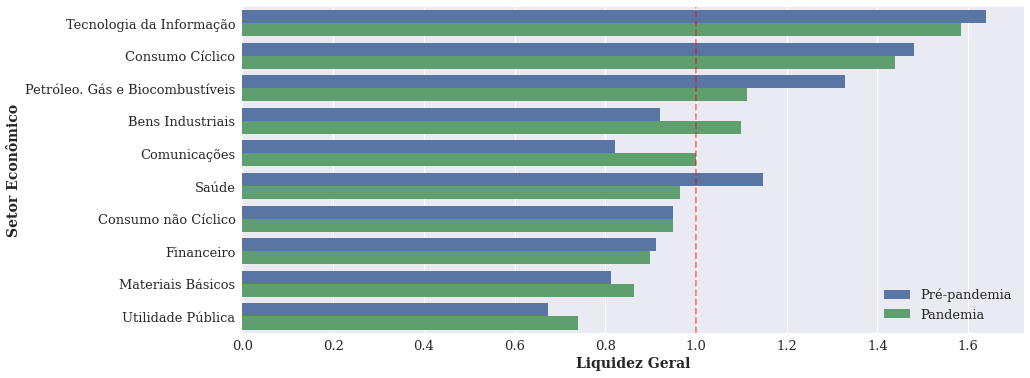 Setor Econômico
Tecnologia da Informação
Consumo Cíclico
Petróleo. Gás e Biocombustíveis
Bens Industriais
Comunicações
Saúde
Consumo não Cíclico
Financeiro
Materiais Básicos
Utilidade Pública
Pré-pandemia
Pandemia
0.0 0.2 0.4 0.6 0.8 1.0 1.2 1.4 1.6
Liquidez Geral